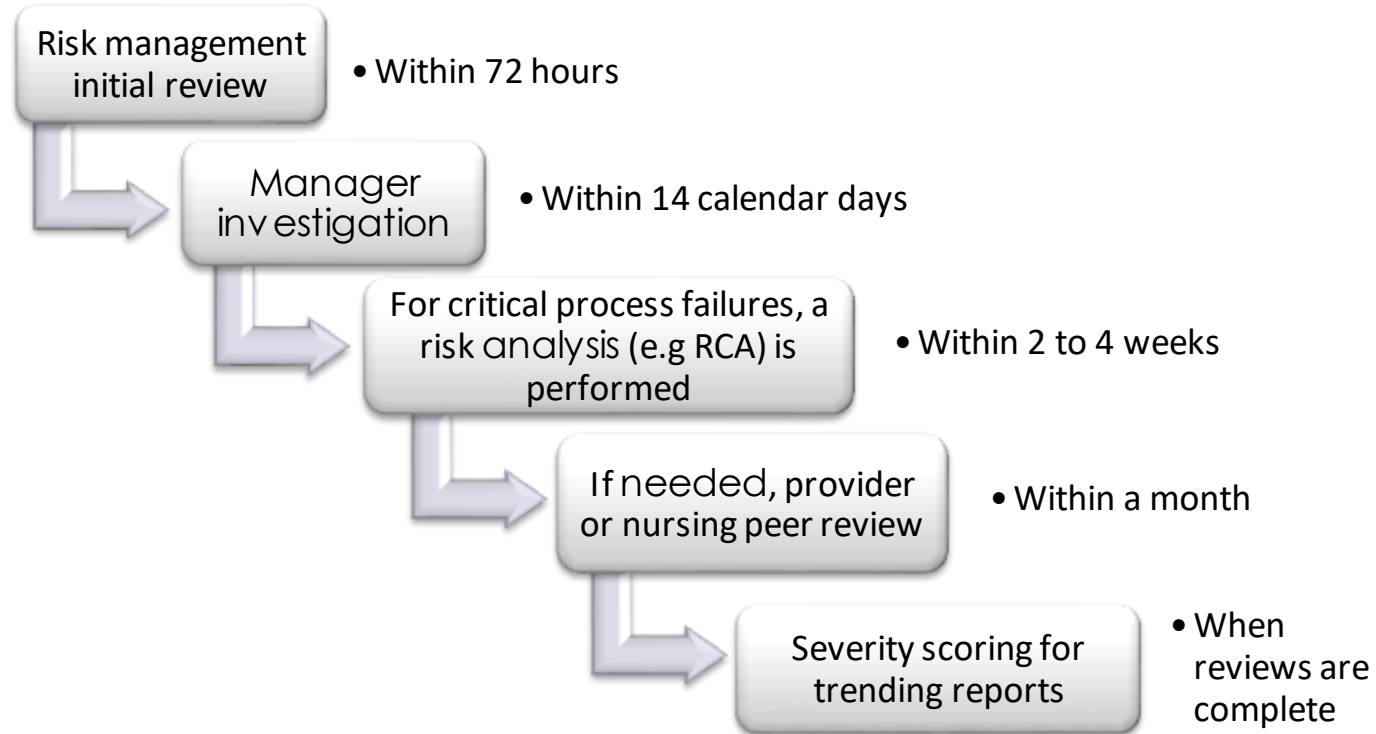 Risk management
initial review
• Within 72 hours
Manager
investigation
• Within 14 calendar days
For critical process failures, a
risk analysis (e.g RCA) is
performed
• Within 2 to 4 weeks
If needed, provider
or nursing peer review
• Within a month
Severity scoring for
trending reports
• When
reviews are
complete